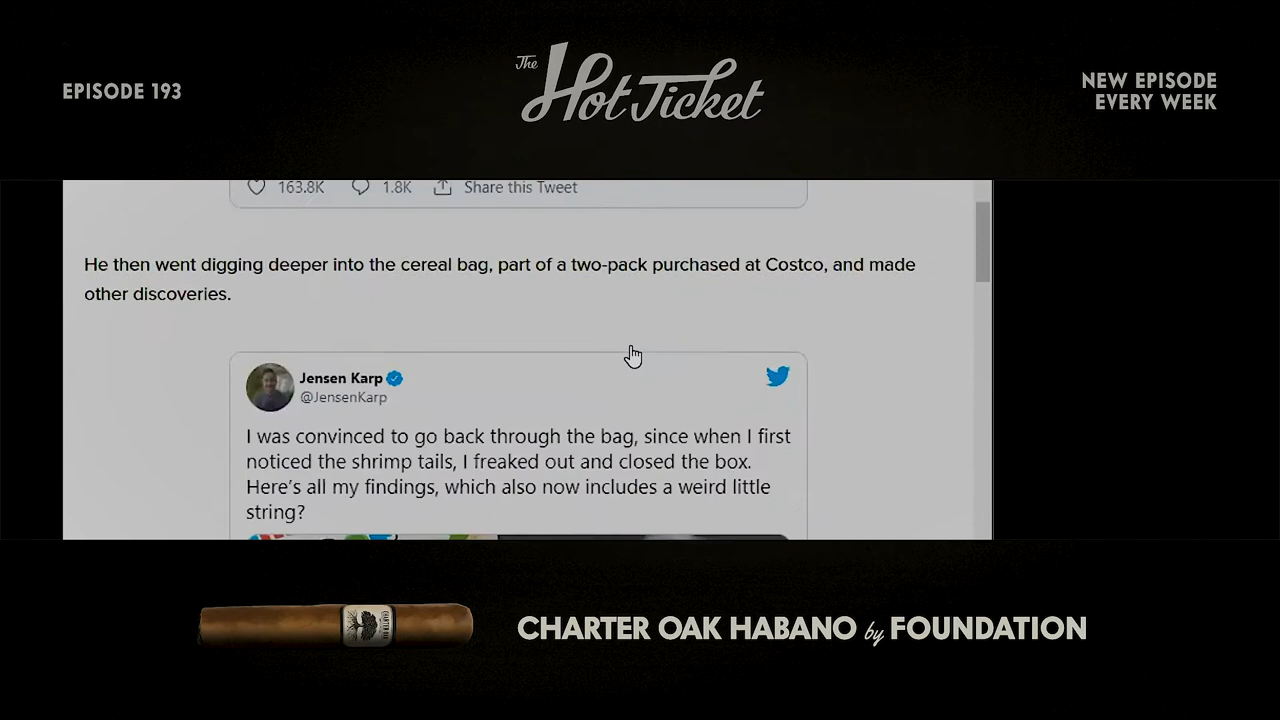 EPISODE 193
The Hot Ticket
NEW EPISODE
EVERY WEEK
163.8K 1.8K Share this Tweet
He then went digging deeper into the cereal bag, part of a two-pack purchased at Costco, and made
other discoveries.
Jensen Karp
@JensenKarp
I was convinced to go back through the bag, since when I first
noticed the shrimp tails, I freaked out and closed the box.
Here's all my findings, which also now includes a weird little
string?
CHARTER OAK
CHARTER OAK HABANO by FOUNDATION